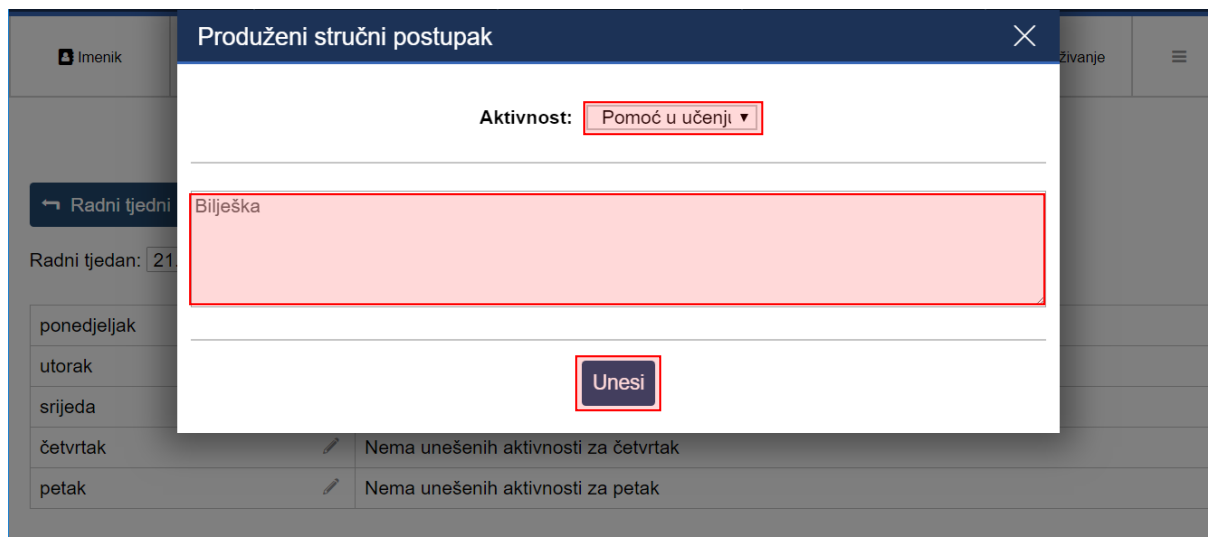 Produženi stručni postupak
Imenik
živanje
Aktivnost: Pomoć u učenju
Radni tjedni
Bilješka
Radni tjedan: 21.
ponedjeljak
utorak
Unesi
srijeda
četvrtak Nema unešenih aktivnosti za četvrtak
petak Nema unešenih aktivnosti za petak